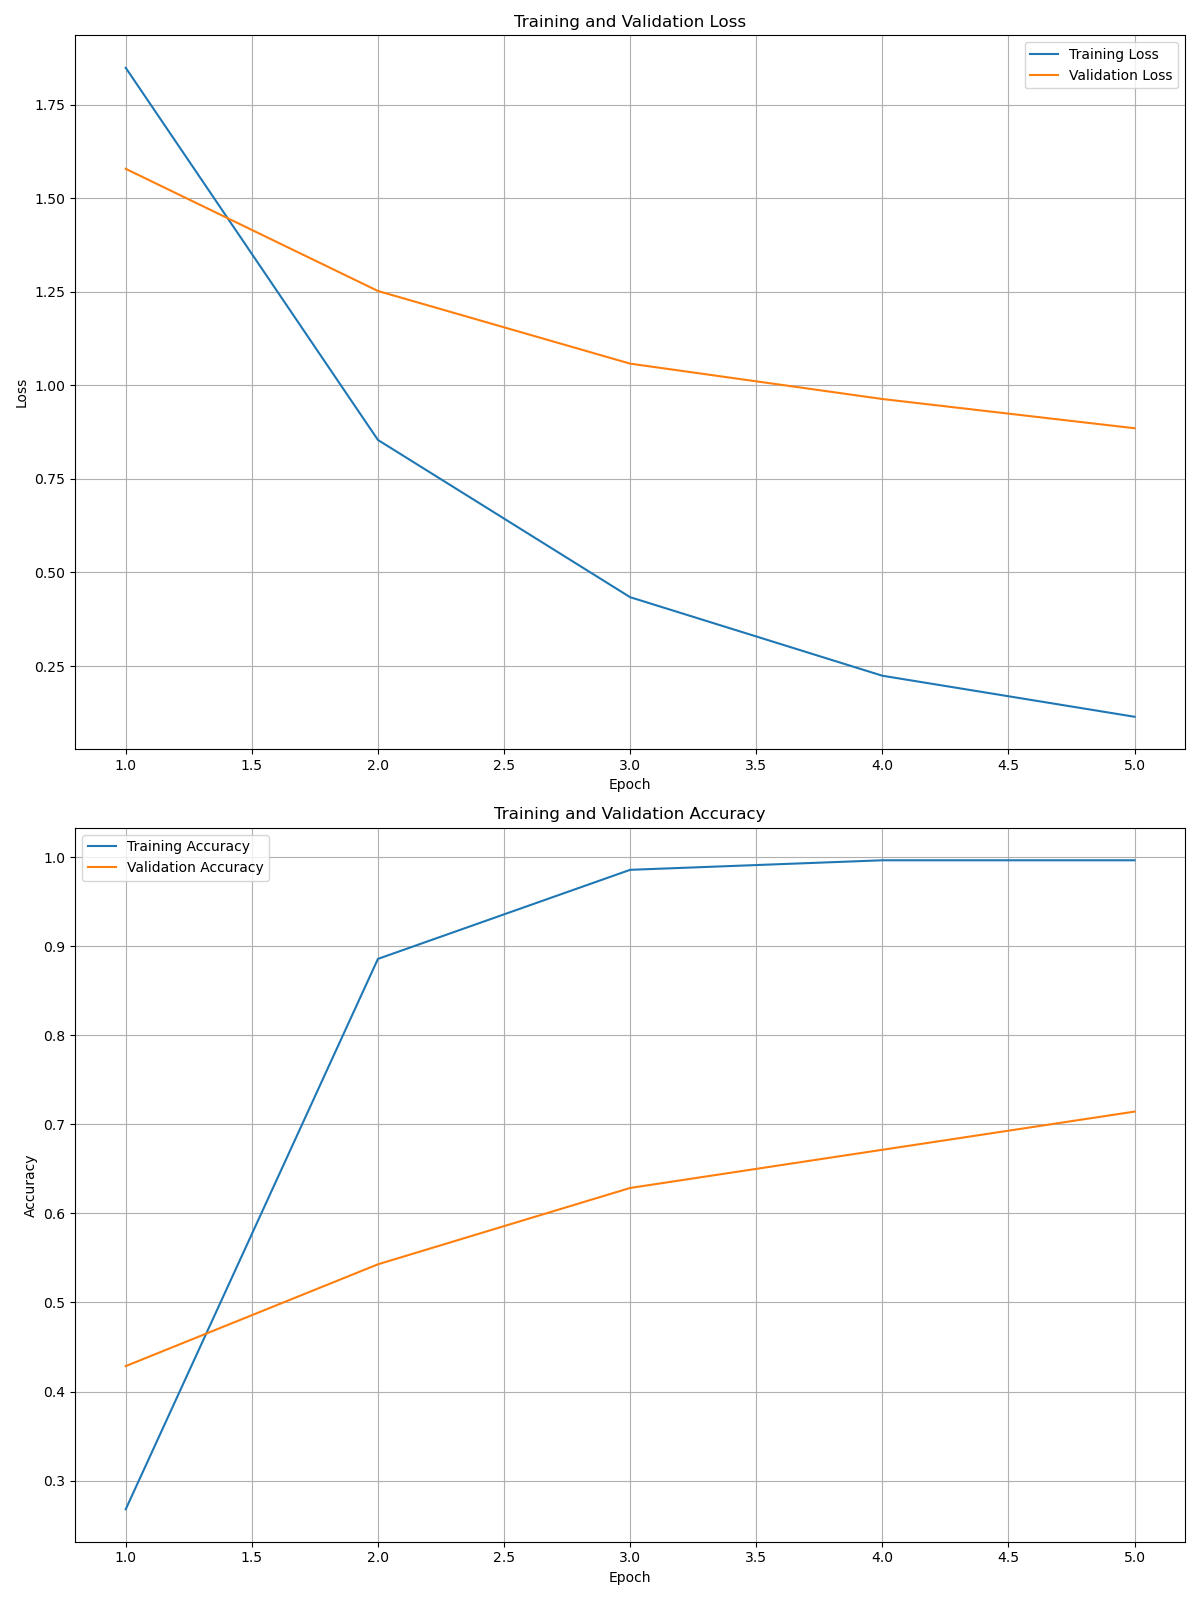 Training and Validation Loss
Training Loss
Validation Loss
1.75
1.50
1.25
1.00
0.75
0.50
0.25
Loss
1.0 1.5 2.0 2.5 3.0 3.5 4.0 4.5 5.0
Epoch
Training and Validation Accuracy
Training Accuracy
Validation Accuracy
1.0
0.9
0.8
0.7
0.6
0.5
0.4
0.3
Accuracy
1.0 1.5 2.0 2.5 3.0 3.5 4.0 4.5 5.0
Epoch